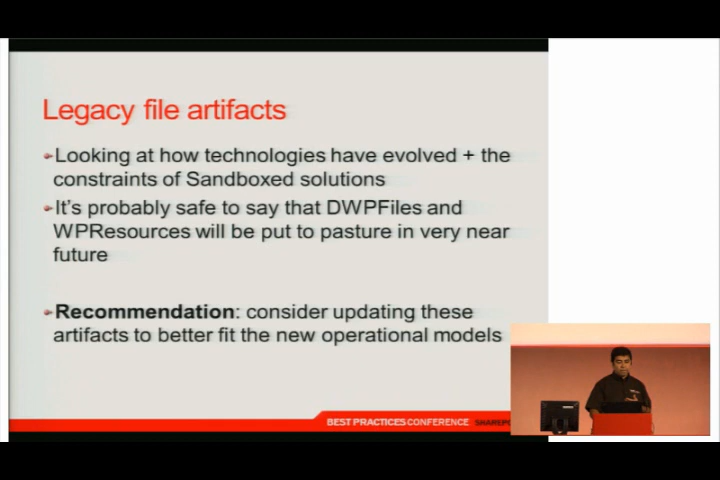 Legacy file artifacts
Looking at how technologies have evolved + the
constraints of Sandboxed solutions
It's probably safe to say that DWPFiles and
WPResources will be put to pasture in very near
future
Recommendation: consider updating these
artifacts to better fit the new operational models
BEST PRACTICES CONFERENCE